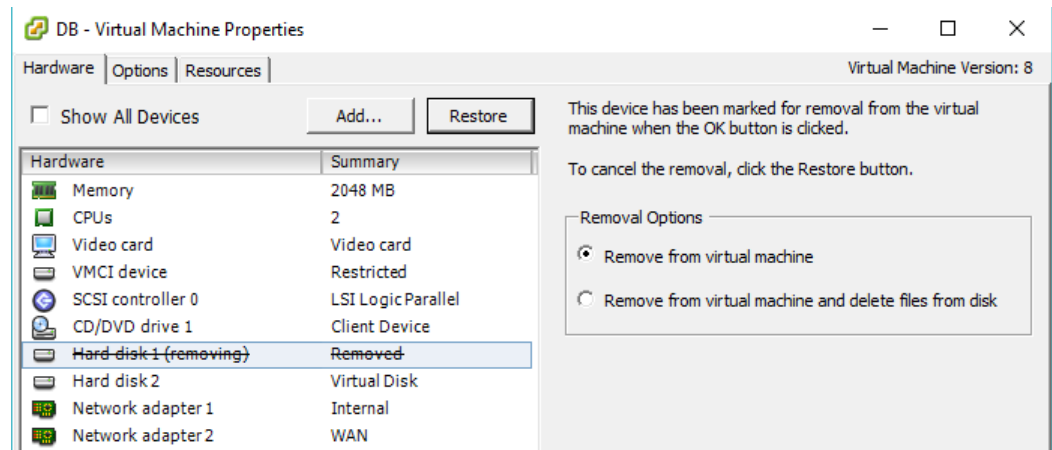 DB - Virtual Machine Properties
Hardware Options Resources Virtual Machine Version: 8
Show All Devices Add... Restore
Hardware Summary
Memory 2048 MB
CPUs 2
Video card Video card
VMCI device Restricted
SCSI controller 0 LSI Logic Parallel
CD/DVD drive 1 Client Device
Hard disk 1 (removing) Removed
Hard disk 2 Virtual Disk
Network adapter 1 Internal
Network adapter 2 WAN
This device has been marked for removal from the virtual
machine when the OK button is clicked.
To cancel the removal, click the Restore button.
Removal Options
Remove from virtual machine
Remove from virtual machine and delete files from disk